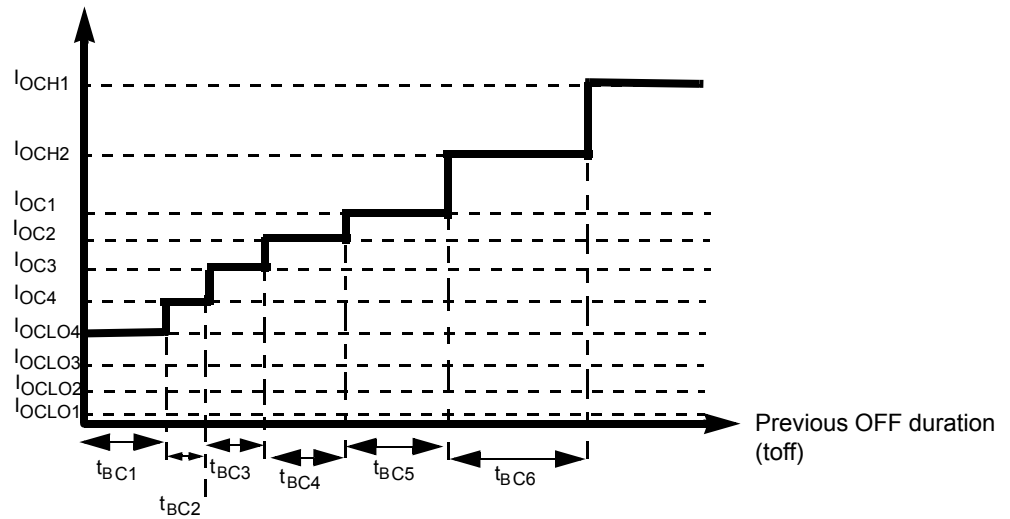 IOCH1
IOCH2
IOC1
IOC2
IOC3
IOC4
IOCLO4
IOCLO3
IOCLO2
IOCLO1
Previous OFF duration
(toff)
tBC1
tBC2
tBC3
tBC4
tBC5
tBC6